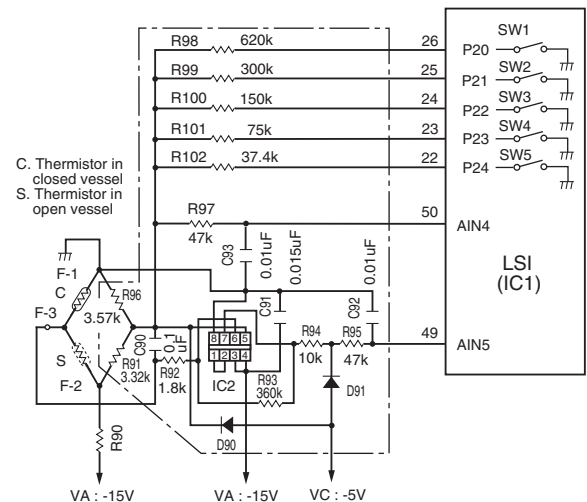 R98 620k 26 P20 SW1
R99 300k 25 P21 SW2
R100 150k 24 P22 SW3
R101 75k 23 P23 SW4
R102 37.4k 22 P24 SW5
C. Thermistor in
closed vessel
S. Thermistor in
open vessel
R97
47k
50 AIN4
LSI
(IC1)
C93
0.01uF
0.015uF
C91
0.01uF
C92
F-1
C
F-3
R96
3.57k
S
R91
3.32k
F-2
C90
0.1
uF
R92
1.8k
8 7 6 5
1 2 3 4
IC2
R93
360k
R94
10k
R95
47k
49 AIN5
D91
D90
R90
VA : -15V
VA : -15V
VC : -5V